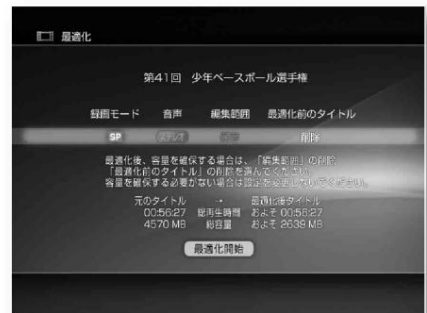 最適化
第41回 少年ベースボール選手権
録画モード 音声 編集範囲 最適化前のタイトル
SP ステレオ 削除
最適化後、容量を確保する場合は、「編集範囲」の削除
「最適化前のタイトル」の削除を選んでください。
容量を確保する必要がない場合は設定を変更しないでください。
元のタイトル → 最適化後タイトル
00:56:27 総再生時間 およそ 00:56:27
4570 MB 総容量 およそ 2639 MB
最適化開始